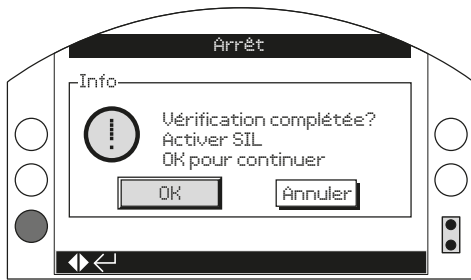 Arrêt
Info
Vérification complétée?
Activer SIL
OK pour continuer
OK
Annuler